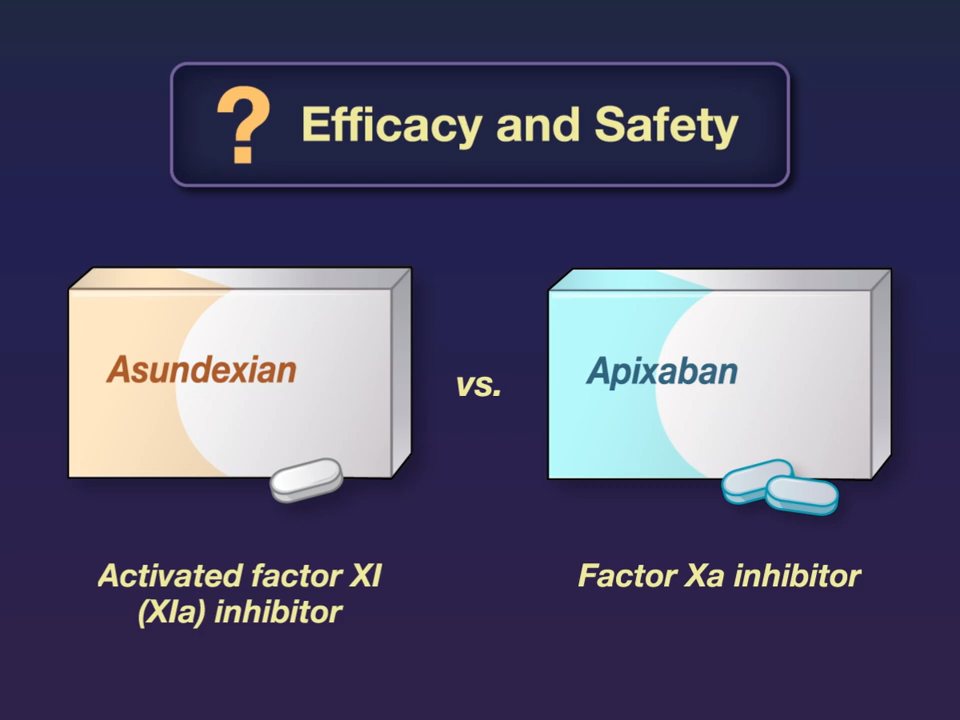 ? Efficacy and Safety
Asundexian
vs.
Apixaban
Activated factor XI
(XIa) inhibitor
Factor Xa inhibitor